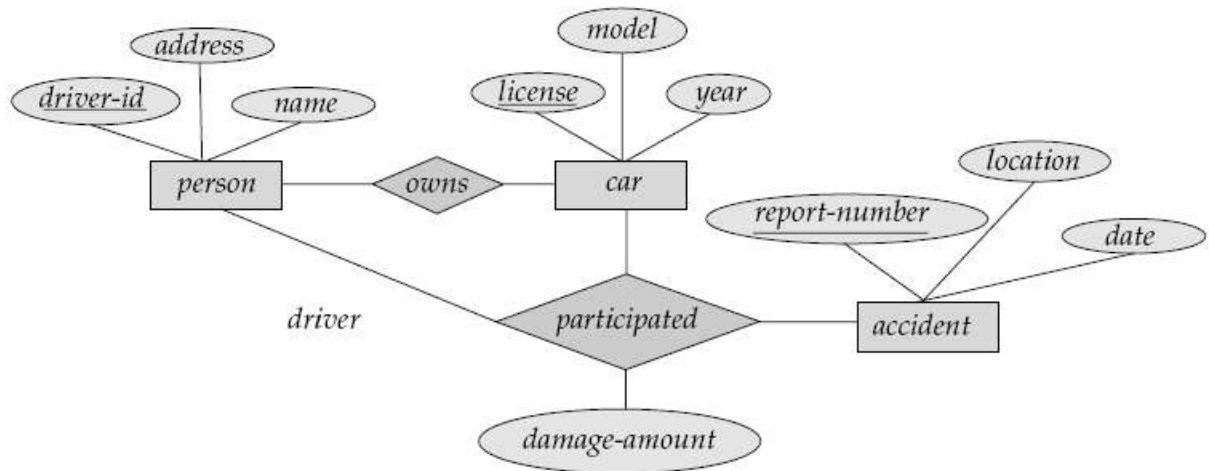 model
address
driver-id
name
license
year
location
person
owns
car
report-number
date
driver
participated
accident
damage-amount